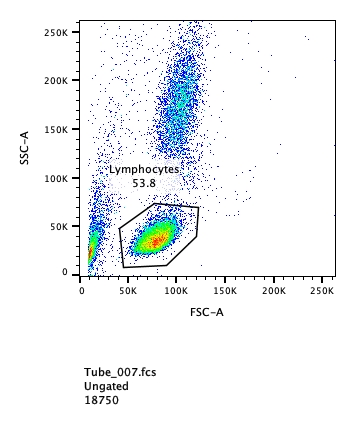 250K
200K
150K
100K
50K
0
SSC-A
Lymphocytes
53.8
0 50K 100K 150K 200K 250K
FSC-A
Tube_007.fcs
Ungated
18750